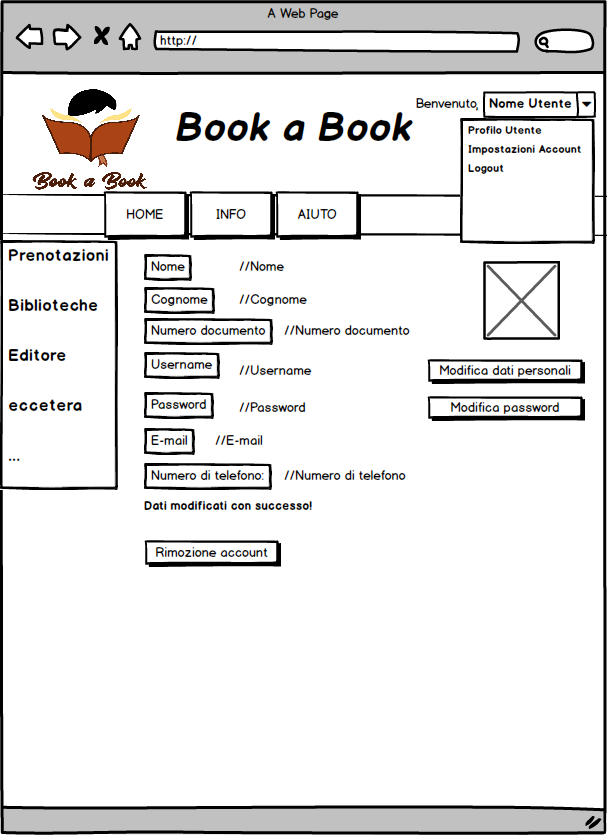 A Web Page
http://
Benvenuto, Nome Utente
Book a Book
Profilo Utente
Impostazioni Account
Logout
Book a Book
HOME INFO AIUTO
Prenotazioni
Biblioteche
Editore
eccetera
...
Nome //Nome
Cognome //Cognome
Numero documento //Numero documento
Username //Username
Modifica dati personali
Password //Password
Modifica password
E-mail //E-mail
Numero di telefono: //Numero di telefono
Dati modificati con successo!
Rimozione account